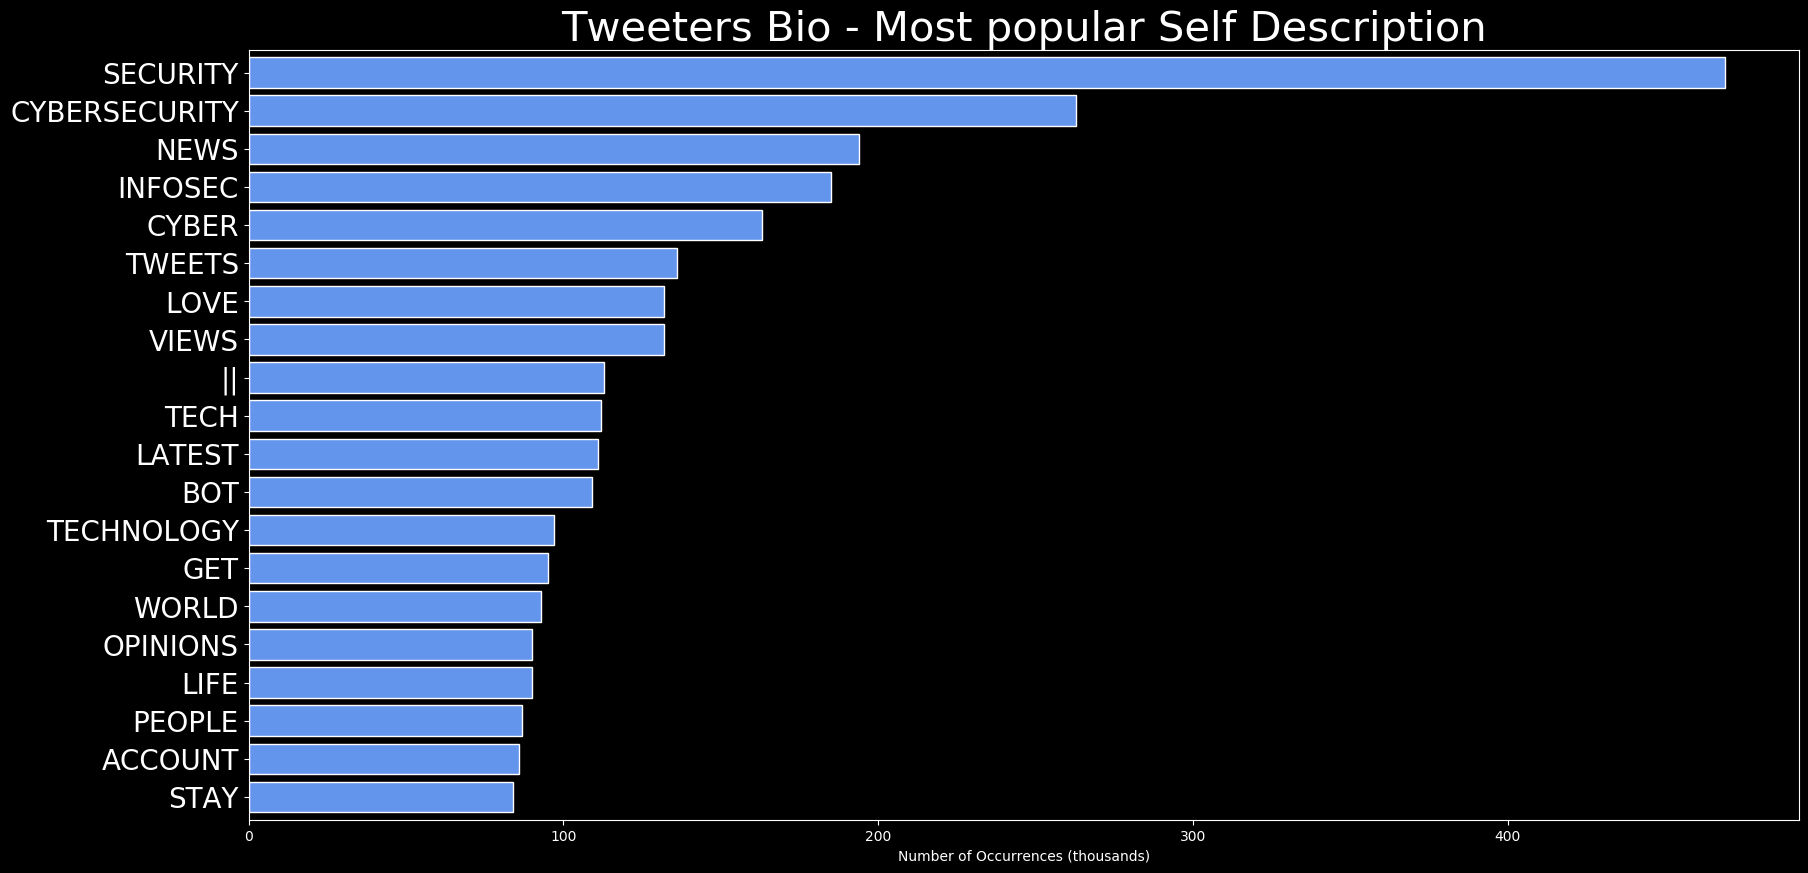 Tweeters Bio - Most popular Self Description
SECURITY
CYBERSECURITY
NEWS
INFOSEC
CYBER
TWEETS
LOVE
VIEWS
||
TECH
LATEST
BOT
TECHNOLOGY
GET
WORLD
OPINIONS
LIFE
PEOPLE
ACCOUNT
STAY
0 100 200 300 400
Number of Occurrences (thousands)